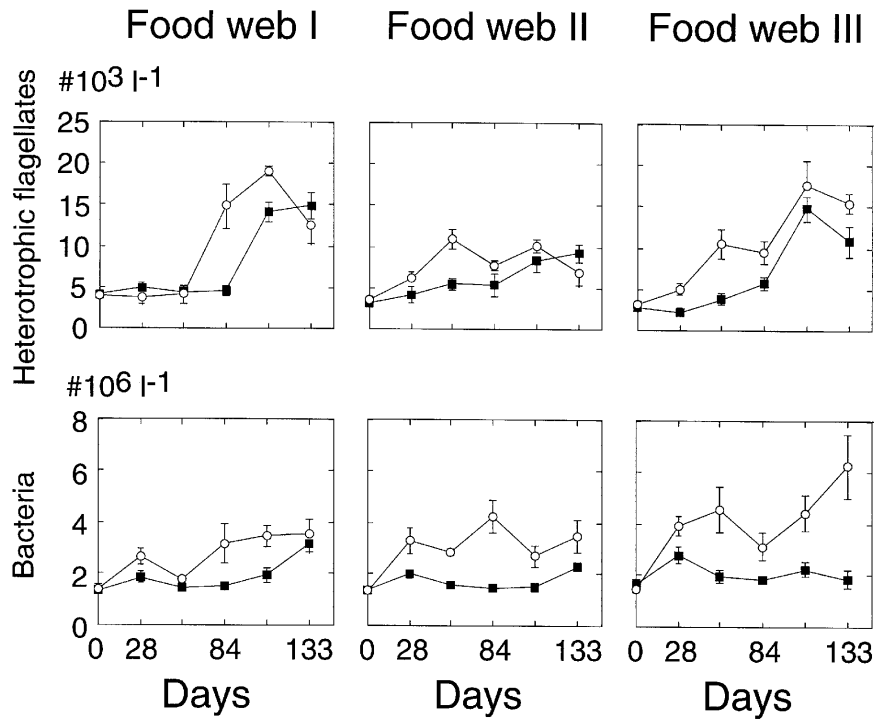 Food web I Food web II Food web III
#10³ l-1
Heterotrophic flagellates
25
20
15
10
5
0
#10⁶ l-1
Bacteria
8
6
4
2
0
0 28 84 133 0 28 84 133 0 28 84 133
Days Days Days